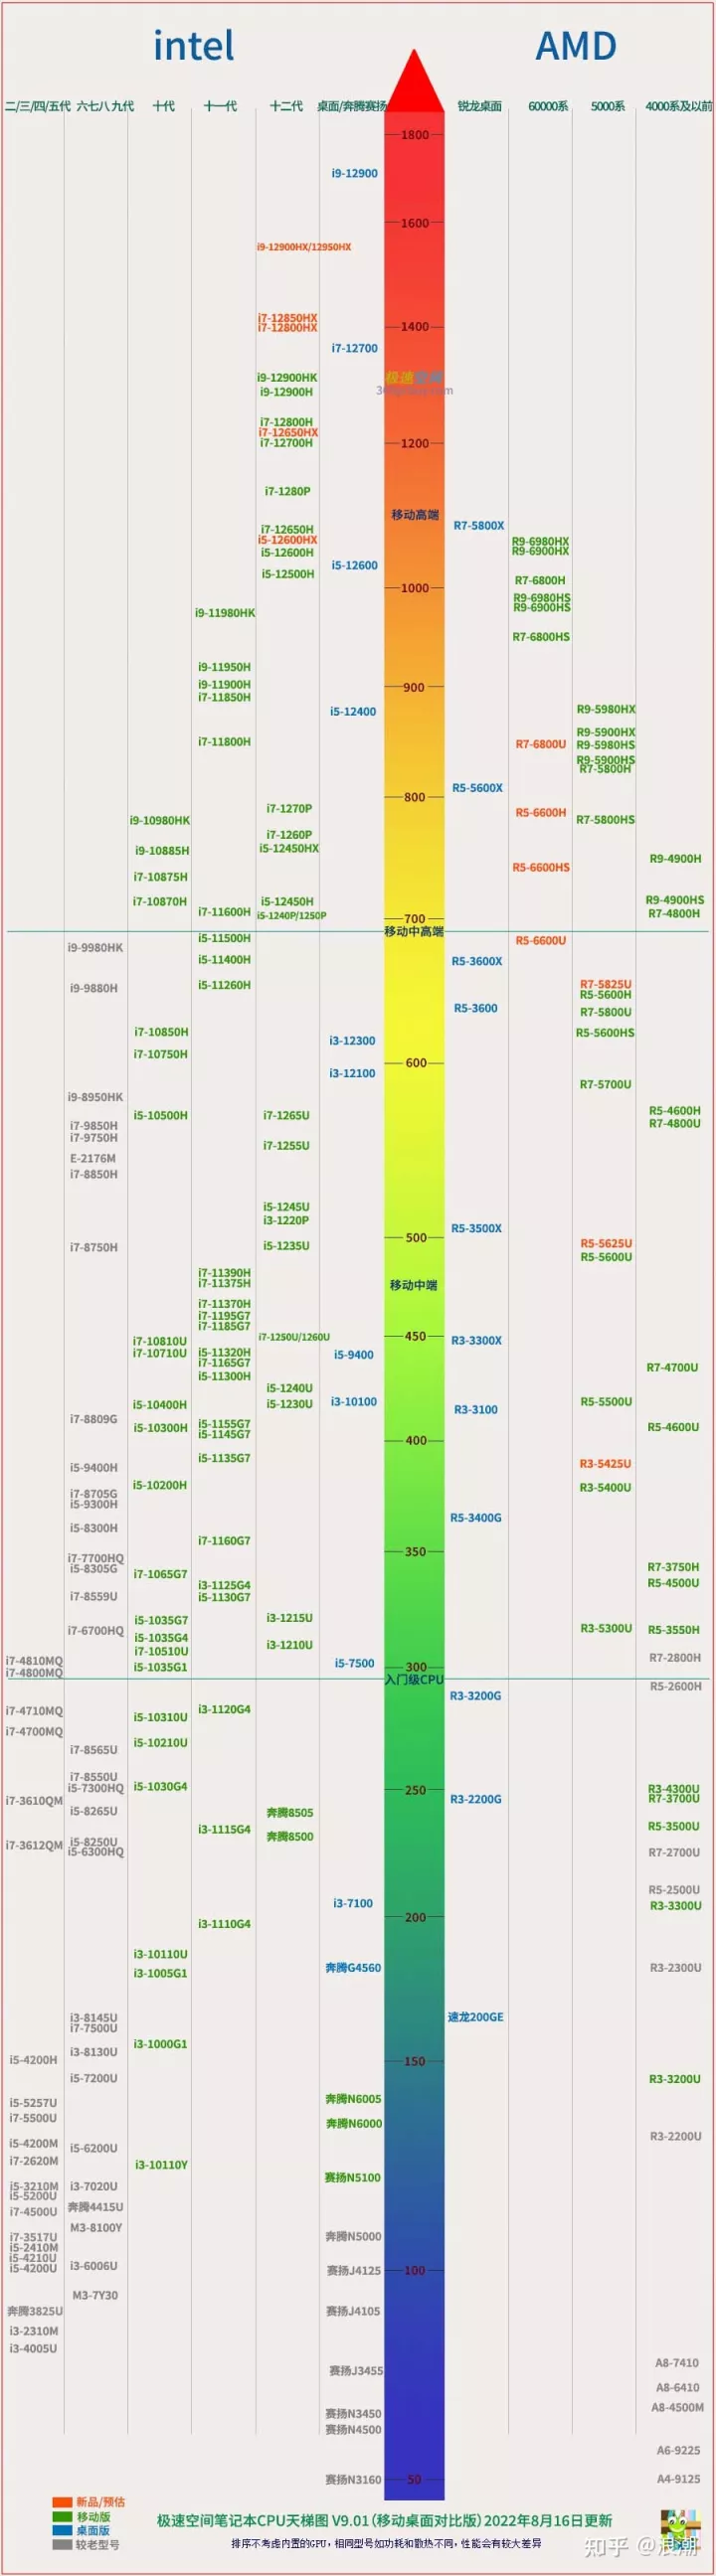 intel
AMD
二/三/四/五代 六七八九代 十代 十一代 十二代 桌面/奔腾赛扬 锐龙桌面 60000系 5000系 4000系及以前
1800
i9-12900
1600
i9-12900HX/12950HX
i7-12850HX
i7-12800HX
1400
i7-12700
i9-12900HK
极速空间
i9-12900H
i7-12800H
i7-12650HX
i7-12700H
1200
i7-1280P
移动高端
R7-5800X
i7-12650H
i5-12600HX
R9-6980HX
i5-12600H
R9-6900HX
i5-12600
i5-12500H
R7-6800H
1000
R9-6980HS
R9-6900HS
i9-11980HK
R7-6800HS
i9-11950H
i9-11900H
900
i7-11850H
i5-12400
R9-5980HX
R9-5900HX
i7-11800H
R7-6800U
R9-5980HS
R9-5900HS
R7-5800H
R5-5600X
800
i7-1270P
R5-6600H
i9-10980HK
R7-5800HS
i7-1260P
i5-12450HX
i9-10885H
R9-4900H
R5-6600HS
i7-10875H
i7-10870H
i5-12450H
R9-4900HS
i7-11600H
i5-1240P/1250P
R7-4800H
700
移动中高端
i5-11500H
R5-6600U
i9-9980HK
i5-11400H
R5-3600X
i9-9880H
i5-11260H
R7-5825U
R5-5600H
R5-3600
R7-5800U
i7-10850H
R5-5600HS
i3-12300
i7-10750H
600
i3-12100
R7-5700U
i9-8950HK
i5-10500H
i7-1265U
R5-4600H
i7-9850H
R7-4800U
i7-9750H
i7-1255U
E-2176M
i7-8850H
i5-1245U
i3-1220P
R5-3500X
500
i7-8750H
i5-1235U
R5-5625U
R5-5600U
i7-11390H
i7-11375H
移动中端
i7-11370H
i7-1195G7
i7-1185G7
i7-10810U
i7-1250U/1260U
450
R3-3300X
i7-10710U
i5-11320H
i5-9400
i7-1165G7
R7-4700U
i5-11300H
i5-1240U
i5-10400H
i5-1230U
i3-10100
R3-3100
R5-5500U
i7-8809G
i5-10300H
i5-1155G7
R5-4600U
i5-1145G7
400
i5-1135G7
i5-9400H
R3-5425U
i5-10200H
R3-5400U
i7-8705G
i5-9300H
R5-3400G
i5-8300H
i7-1160G7
350
i7-7700HQ
i5-8305G
i7-1065G7
R7-3750H
i3-1125G4
R5-4500U
i7-8559U
i5-1130G7
i5-1035G7
i3-1215U
R3-5300U
i7-6700HQ
R5-3550H
i5-1035G4
i3-1210U
i7-10510U
R7-2800H
i7-4810MQ
i5-1035G1
i5-7500
300
i7-4800MQ
入门级CPU
R5-2600H
R3-3200G
i7-4710MQ
i3-1120G4
i5-10310U
i7-4700MQ
i5-10210U
i7-8565U
i7-8550U
i5-7300HQ
i5-1030G4
250
R3-4300U
i7-3610QM
R3-2200G
R7-3700U
i5-8265U
奔腾8505
i3-1115G4
R5-3500U
奔腾8500
i7-3612QM
i5-8250U
i5-6300HQ
R7-2700U
R5-2500U
i3-7100
R3-3300U
200
i3-1110G4
i3-10110U
奔腾G4560
R3-2300U
i3-1005G1
i3-8145U
速龙200GE
i7-7500U
i3-1000G1
i3-8130U
i5-4200H
150
i5-7200U
R3-3200U
奔腾N6005
i5-5257U
i7-5500U
奔腾N6000
R3-2200U
i5-4200M
i5-6200U
i7-2620M
i3-10110Y
赛扬N5100
i5-3210M
i3-7020U
i5-5200U
奔腾4415U
i7-4500U
M3-8100Y
i7-3517U
奔腾N5000
i5-2410M
i5-4210U
i5-4200U
i3-6006U
赛扬J4125
100
M3-7Y30
奔腾3825U
赛扬J4105
i3-2310M
i3-4005U
A8-7410
赛扬J3455
A8-6410
A8-4500M
赛扬N3450
赛扬N4500
A6-9225
赛扬N3160
50
A4-9125
新品/预估
移动版
桌面版
较老型号
极速空间笔记本CPU天梯图 V9.01(移动桌面对比版)2022年8月16日更新
排序不考虑内置的GPU，相同型号如功耗和散热不同，性能会有较大差异
知乎 @浪潮